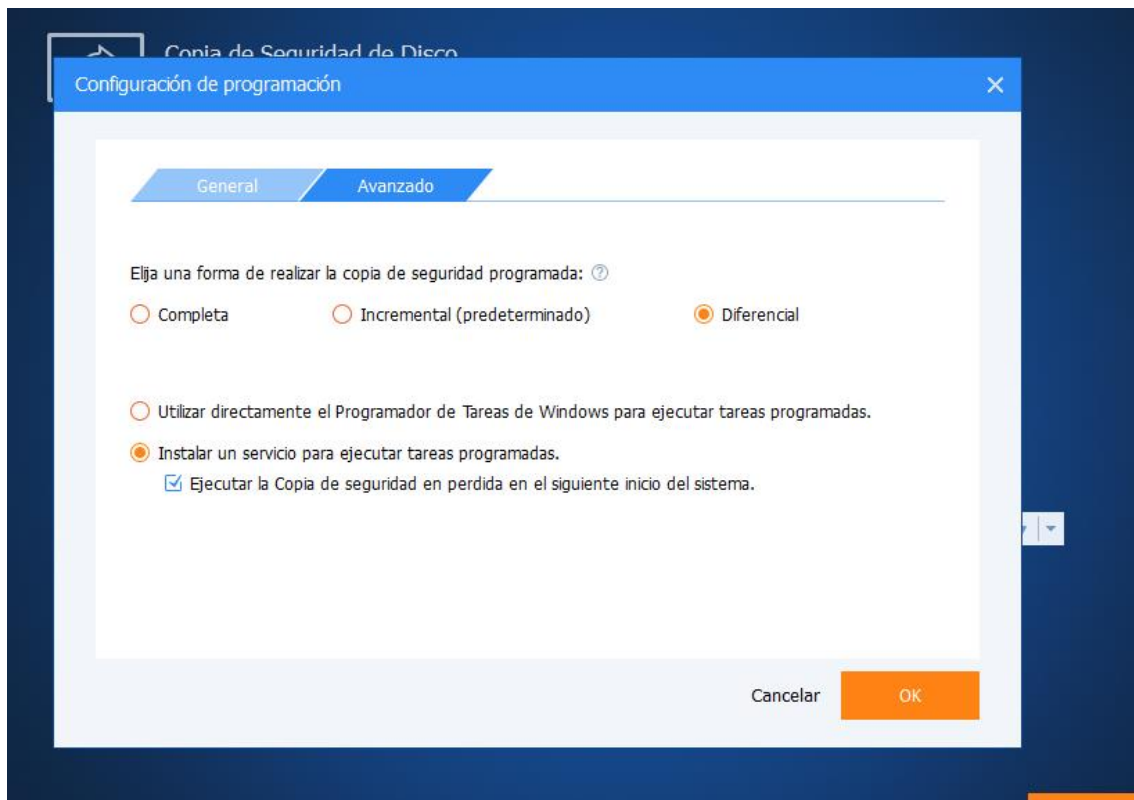 Copia de Seguridad de Disco
Configuración de programación
General
Avanzado
Elija una forma de realizar la copia de seguridad programada:
Completa
Incremental (predeterminado)
Diferencial
Utilizar directamente el Programador de Tareas de Windows para ejecutar tareas programadas.
Instalar un servicio para ejecutar tareas programadas.
Ejecutar la Copia de seguridad en perdida en el siguiente inicio del sistema.
Cancelar
OK